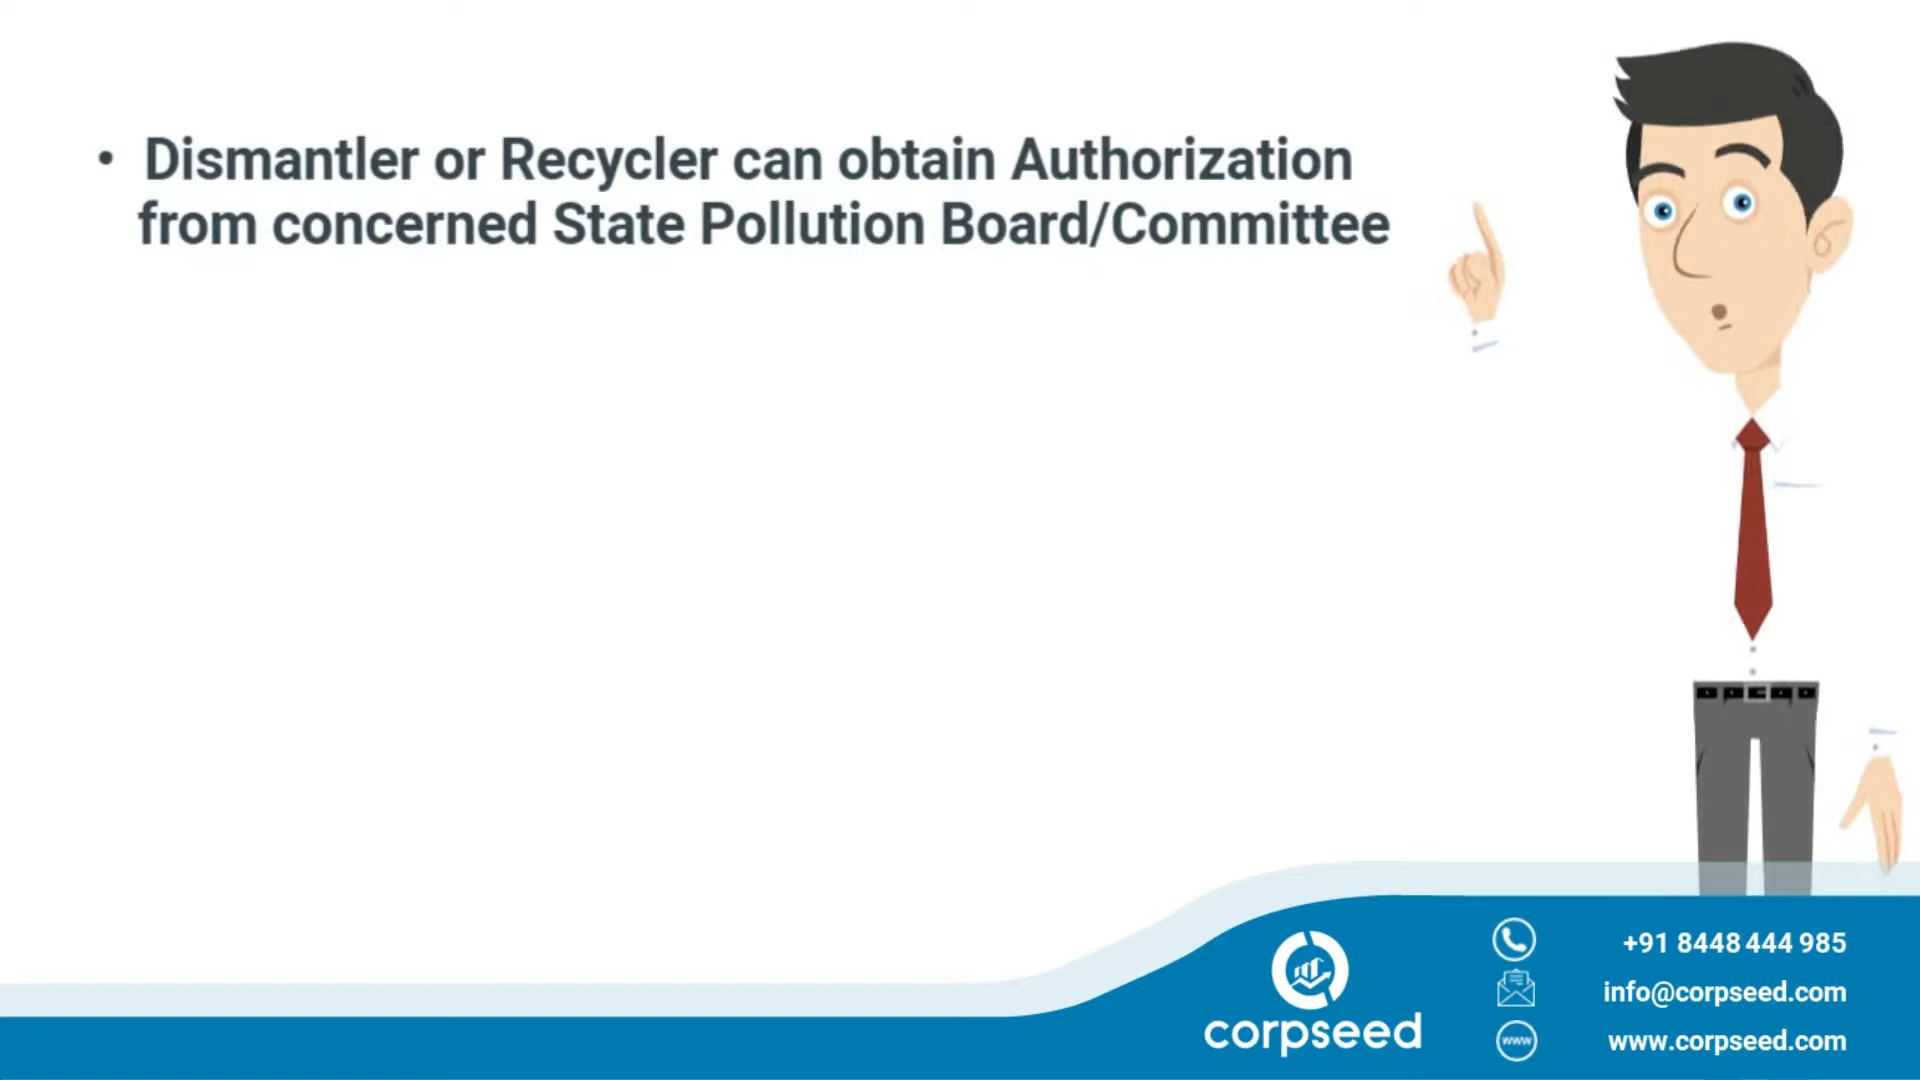 • Dismantler or Recycler can obtain Authorization
from concerned State Pollution Board/Committee
corpseed
+91 8448 444 985
info@corpseed.com
www
www.corpseed.com